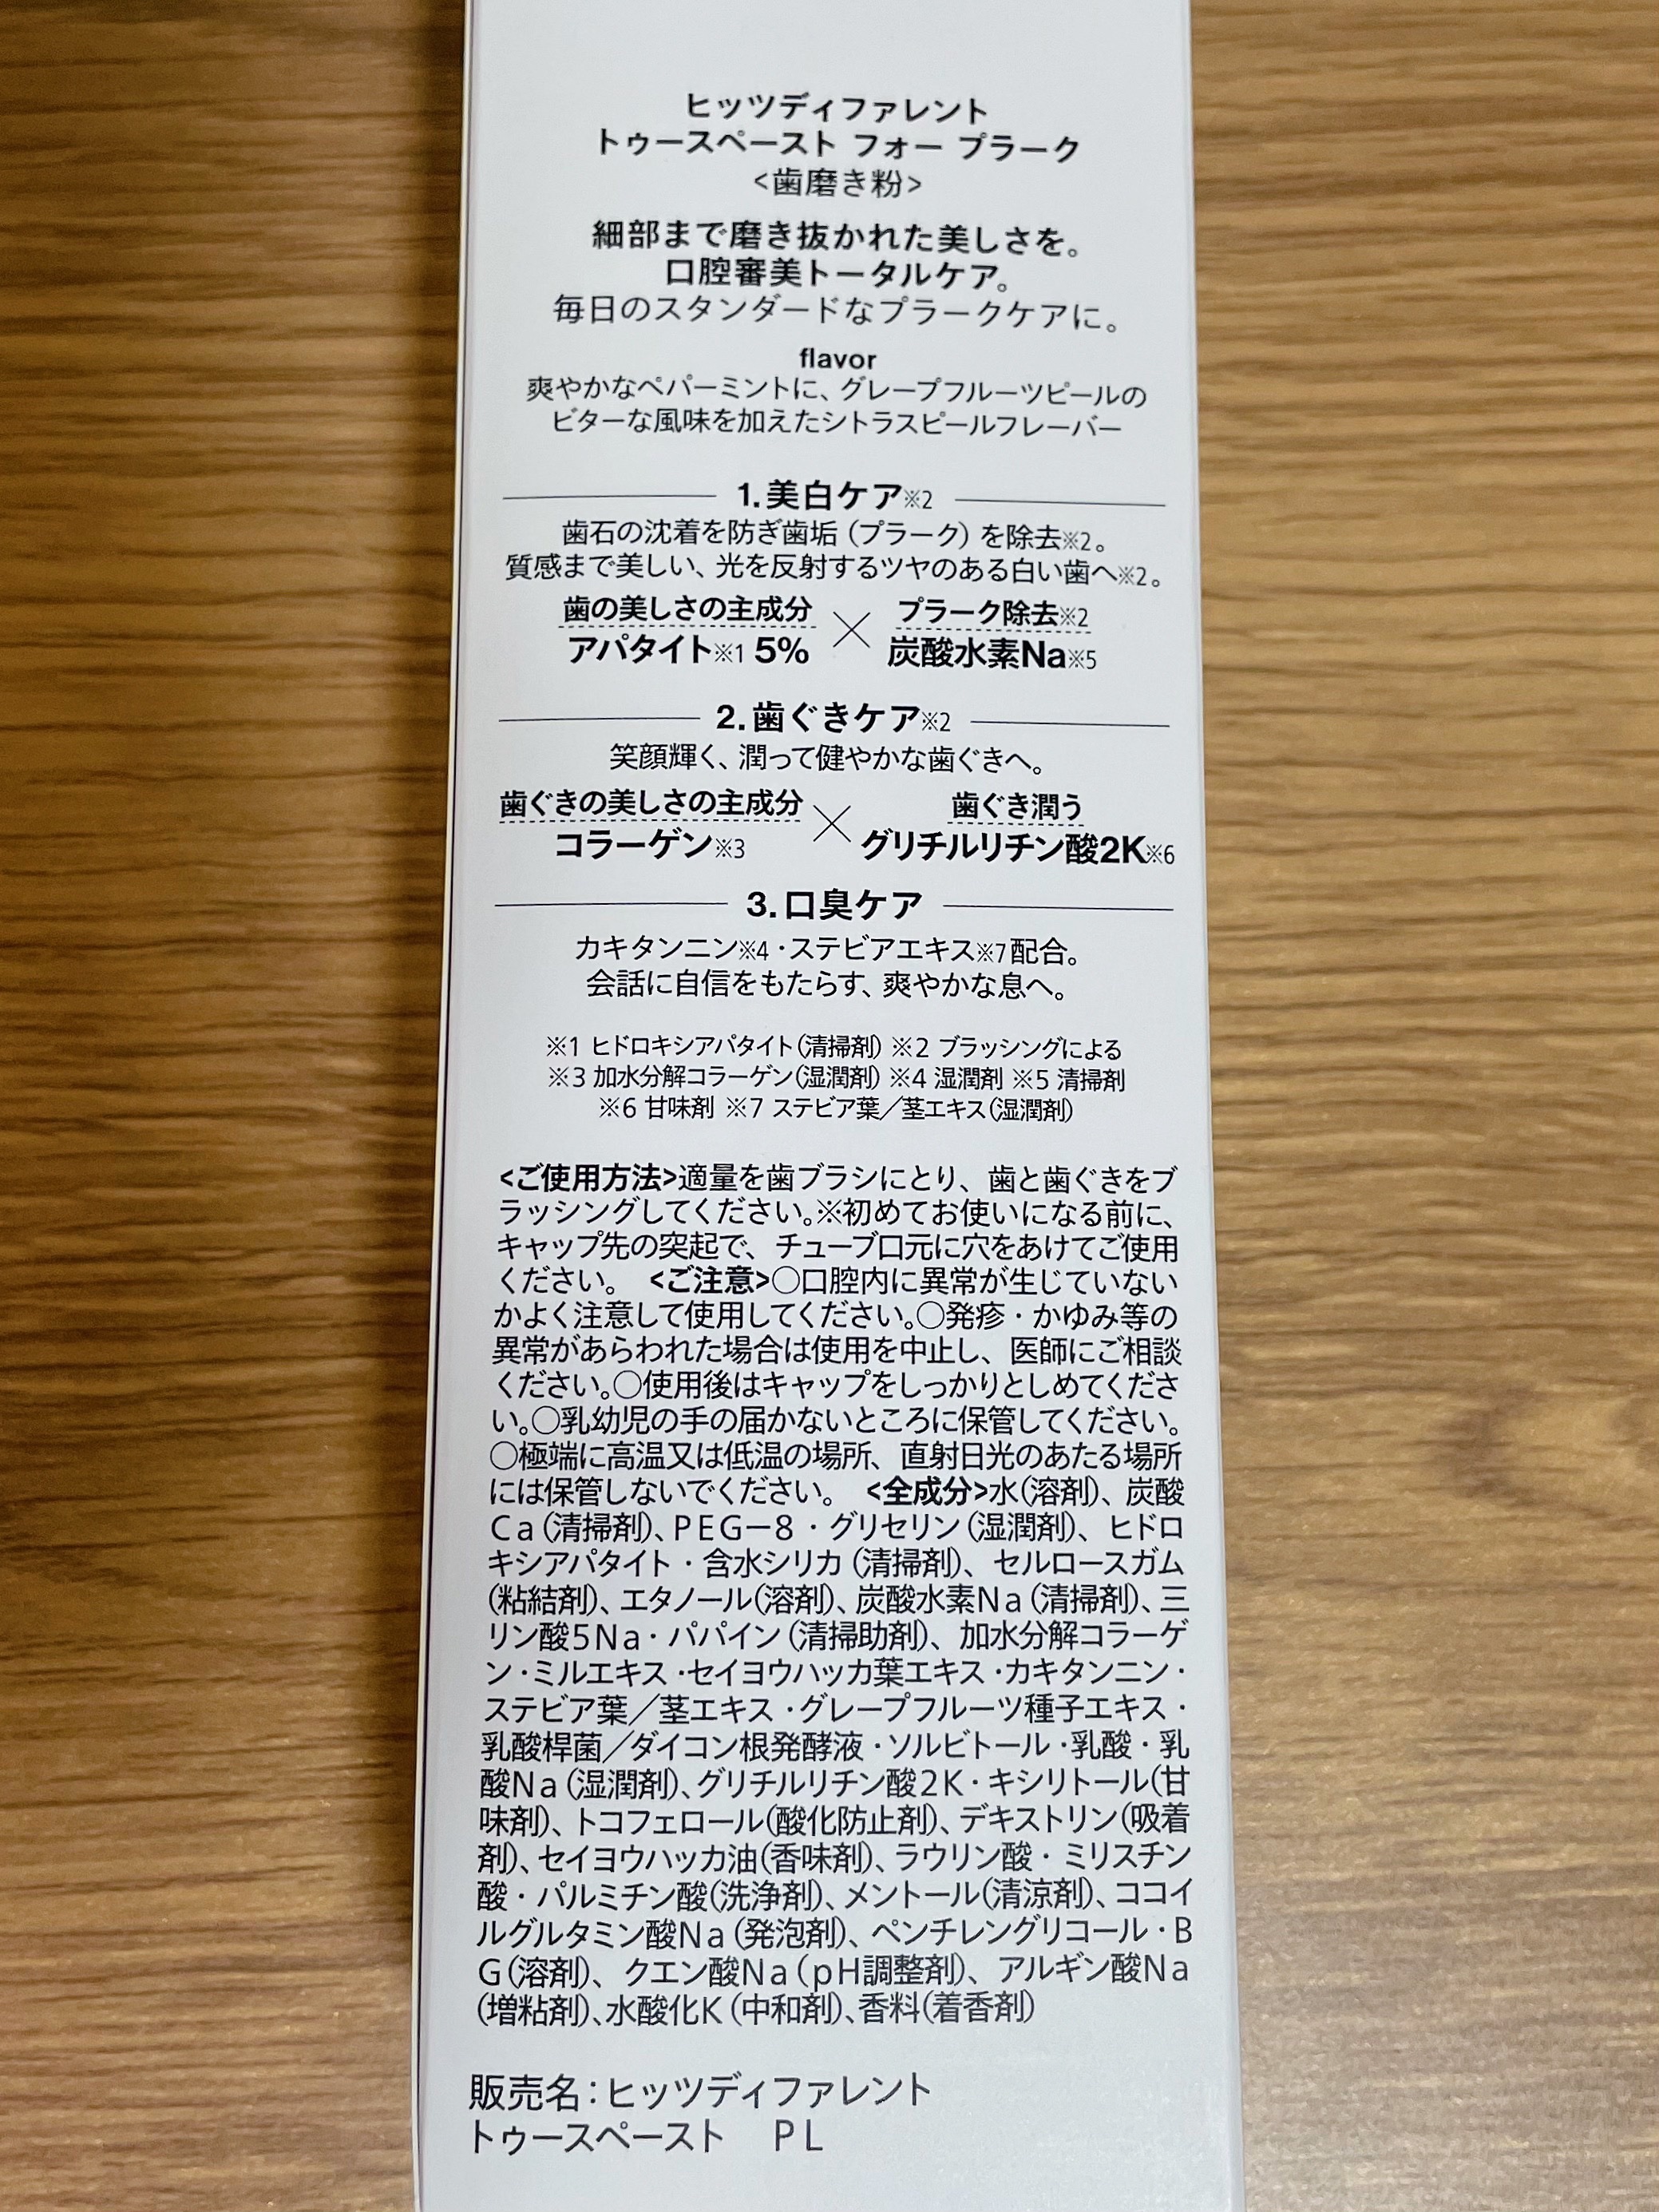 ヒッツディファレント
トゥースペースト フォー プラーク
<歯磨き粉>
細部まで磨き抜かれた美しさを。
口腔審美トータルケア。
毎日のスタンダードなプラークケアに。
flavor
爽やかなペパーミントに、グレープフルーツピールの
ビターな風味を加えたシトラスピールフレーバー
1.美白ケア※2
歯石の沈着を防ぎ歯垢（プラーク）を除去※2。
質感まで美しい、光を反射するツヤのある白い歯へ※2。
歯の美しさの主成分 × プラーク除去※2
アパタイト※1 5% 炭酸水素Na※5
2.歯ぐきケア※2
笑顔輝く、潤って健やかな歯ぐきへ。
歯ぐきの美しさの主成分 × 歯ぐき潤う
コラーゲン※3 グリチルリチン酸2K※6
3.口臭ケア
カキタンニン※4・ステビアエキス※7配合。
会話に自信をもたらす、爽やかな息へ。
※1 ヒドロキシアパタイト(清掃剤) ※2 ブラッシングによる
※3 加水分解コラーゲン(湿潤剤) ※4 湿潤剤 ※5 清掃剤
※6 甘味剤 ※7 ステビア葉／茎エキス(湿潤剤)
<ご使用方法>適量を歯ブラシにとり、歯と歯ぐきをブ
ラッシングしてください。※初めてお使いになる前に、
キャップ先の突起で、チューブ口元に穴をあけてご使用
ください。 <ご注意>○口腔内に異常が生じていない
かよく注意して使用してください。○発疹・かゆみ等の
異常があらわれた場合は使用を中止し、医師にご相談
ください。○使用後はキャップをしっかりとしめてくださ
い。○乳幼児の手の届かないところに保管してください。
○極端に高温又は低温の場所、直射日光のあたる場所
には保管しないでください。 <全成分>水(溶剤)、炭酸
Ca(清掃剤)、PEGー8・グリセリン(湿潤剤)、ヒドロ
キシアパタイト・含水シリカ(清掃剤)、セルロースガム
(粘結剤)、エタノール(溶剤)、炭酸水素Na(清掃剤)、三
リン酸5Na・パパイン(清掃助剤)、加水分解コラーゲ
ン・ミルエキス・セイヨウハッカ葉エキス・カキタンニン・
ステビア葉／茎エキス・グレープフルーツ種子エキス・
乳酸桿菌／ダイコン根発酵液・ソルビトール・乳酸・乳
酸Na(湿潤剤)、グリチルリチン酸2K・キシリトール(甘
味剤)、トコフェロール(酸化防止剤)、デキストリン(吸着
剤)、セイヨウハッカ油(香味剤)、ラウリン酸・ミリスチン
酸・パルミチン酸(洗浄剤)、メントール(清涼剤)、ココイ
ルグルタミン酸Na(発泡剤)、ペンチレングリコール・B
G(溶剤)、クエン酸Na(pH調整剤)、アルギン酸Na
(増粘剤)、水酸化K(中和剤)、香料(着香剤)
販売名：ヒッツディファレント
トゥースペースト PL